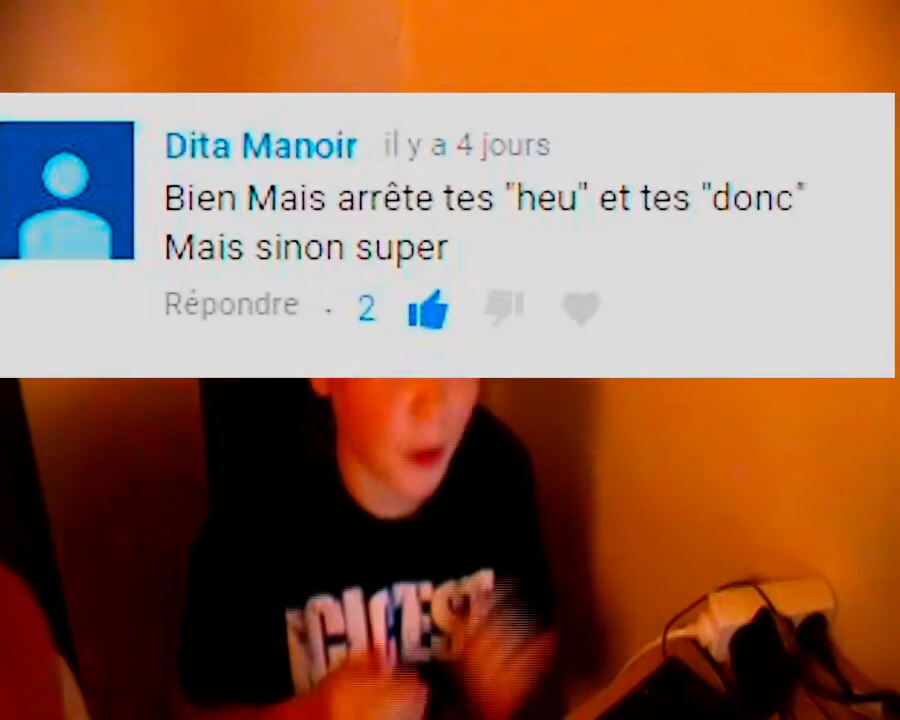 Dita Manoir il y a 4 jours
Bien Mais arrête tes "heu" et tes "donc"
Mais sinon super
Répondre . 2